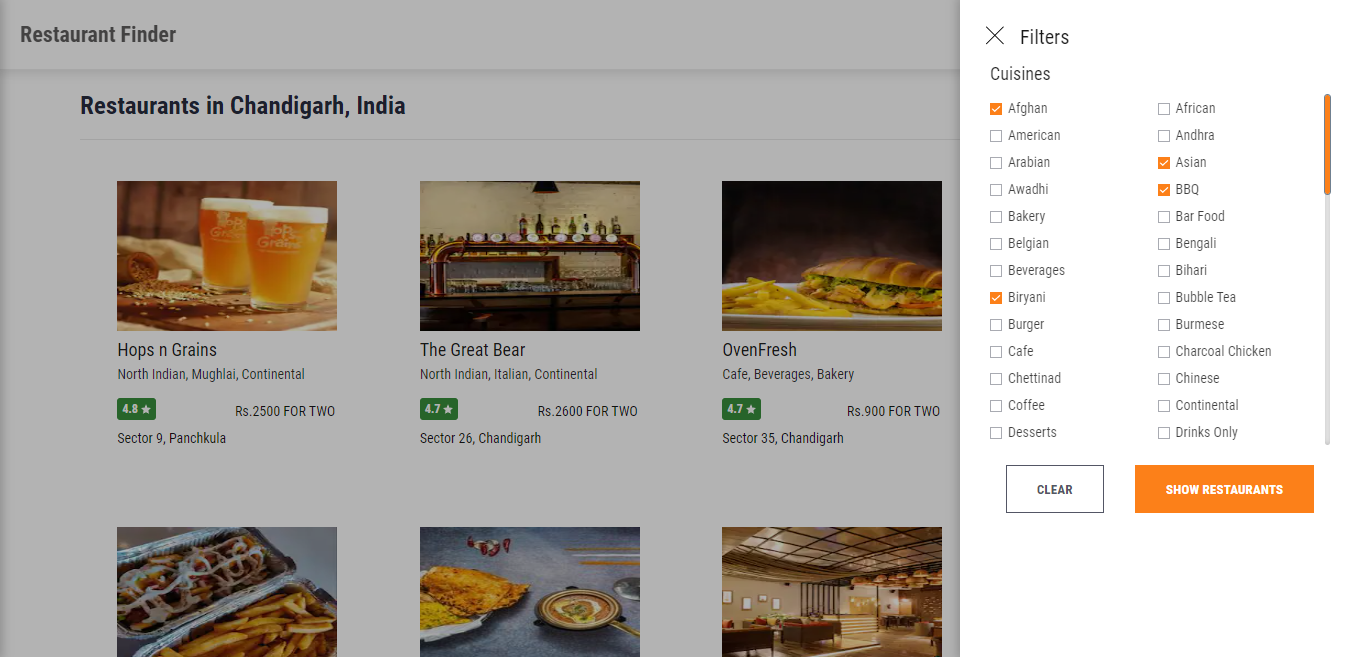 Restaurant Finder
Restaurants in Chandigarh, India
Hops n Grains
Hops n Grains
Hops n Grains
North Indian, Mughlai, Continental
4.8 ★
Rs.2500 FOR TWO
Sector 9, Panchkula
The Great Bear
North Indian, Italian, Continental
4.7 ★
Rs.2600 FOR TWO
Sector 26, Chandigarh
OvenFresh
Cafe, Beverages, Bakery
4.7 ★
Rs.900 FOR TWO
Sector 35, Chandigarh
Filters
Cuisines
Afghan
African
American
Andhra
Arabian
Asian
Awadhi
BBQ
Bakery
Bar Food
Belgian
Bengali
Beverages
Bihari
Biryani
Bubble Tea
Burger
Burmese
Cafe
Charcoal Chicken
Chettinad
Chinese
Coffee
Continental
Desserts
Drinks Only
CLEAR
SHOW RESTAURANTS